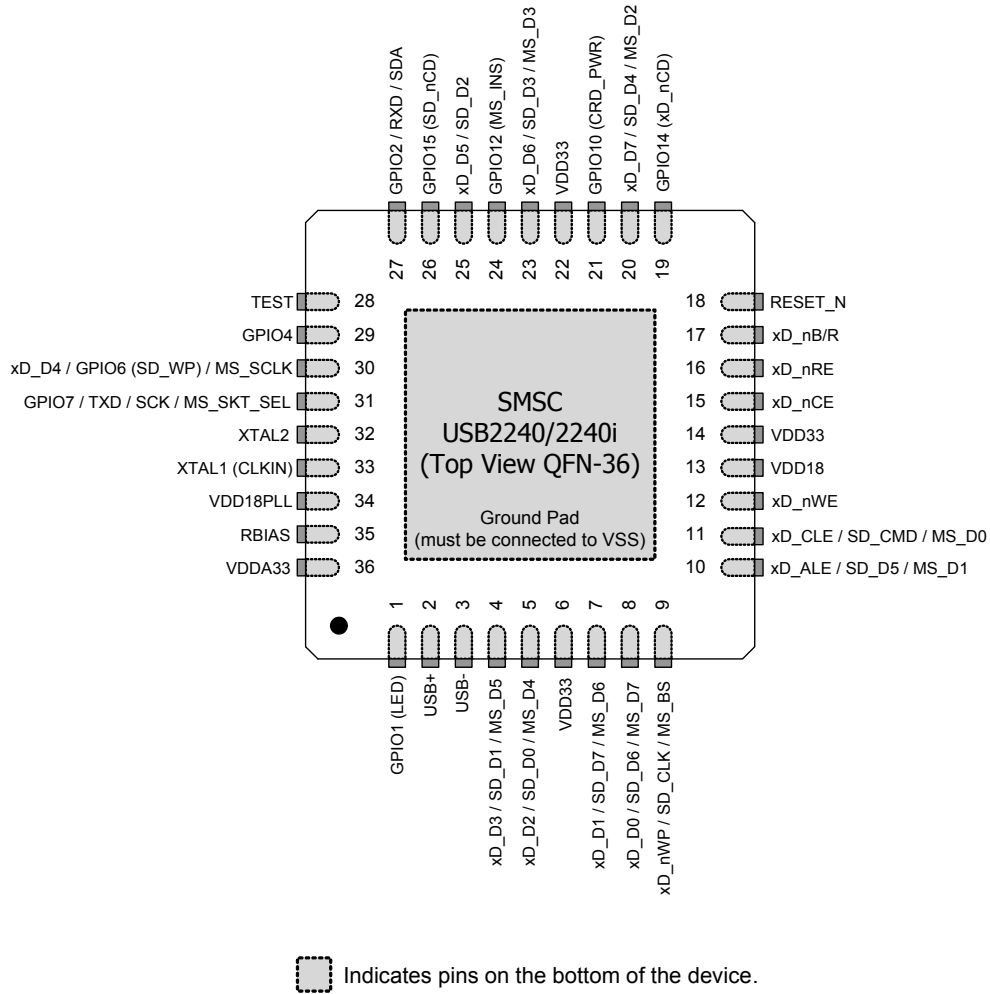 GPIO2 / RXD / SDA
GPIO15 (SD_nCD)
xD_D5 / SD_D2
GPIO12 (MS_INS)
xD_D6 / SD_D3 / MS_D3
VDD33
GPIO10 (CRD_PWR)
xD_D7 / SD_D4 / MS_D2
GPIO14 (xD_nCD)
27
26
25
24
23
22
21
20
19
TEST 28
GPIO4 29
xD_D4 / GPIO6 (SD_WP) / MS_SCLK 30
GPIO7 / TXD / SCK / MS_SKT_SEL 31
XTAL2 32
XTAL1 (CLKIN) 33
VDD18PLL 34
RBIAS 35
VDDA33 36
SMSC
USB2240/2240i
(Top View QFN-36)
Ground Pad
(must be connected to VSS)
18 RESET_N
17 xD_nB/R
16 xD_nRE
15 xD_nCE
14 VDD33
13 VDD18
12 xD_nWE
11 xD_CLE / SD_CMD / MS_D0
10 xD_ALE / SD_D5 / MS_D1
1
2
3
4
5
6
7
8
9
GPIO1 (LED)
USB+
USB-
xD_D3 / SD_D1 / MS_D5
xD_D2 / SD_D0 / MS_D4
VDD33
xD_D1 / SD_D7 / MS_D6
xD_D0 / SD_D6 / MS_D7
xD_nWP / SD_CLK / MS_BS
Indicates pins on the bottom of the device.